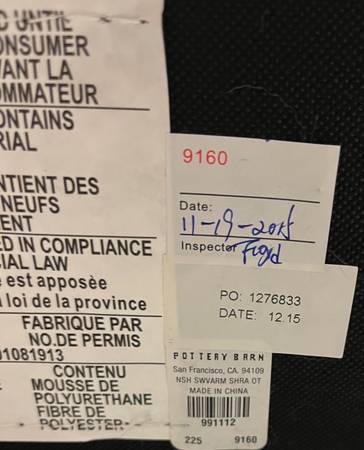 UNTIL
ONSUMER
VANT LA
OMMATEUR
ONTAINS
RIAL
NTIENT DES
NEUFS
ENT
ED IN COMPLIANCE
IAL LAW
e est apposée
loi de la province
FABRIQUE PAR
NO.DE PERMIS
01081913
CONTENU
MOUSSE DE
POLYURETHANE
FIBRE DE
POLYESTER
9160
Date:
11-19-2015
Inspector Floyd
PO: 1276833
DATE: 12.15
POTTERY BARN
San Francisco, CA. 94109
NSH SWVARM SHRA OT
MADE IN CHINA
991112
225 9160